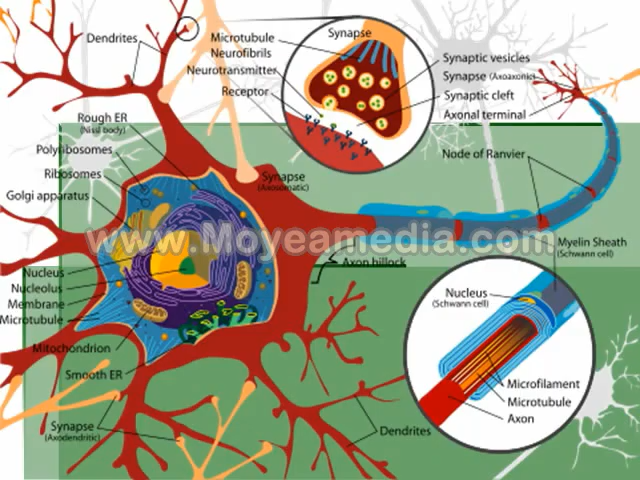 Dendrites
Microtubule
Neurofibrils
Neurotransmitter
Receptor
Synapse
Synaptic vesicles
Synapse (Axoaxonic)
Synaptic cleft
Axonal terminal
Rough ER
(Nissl body)
Polyribosomes
Ribosomes
Golgi apparatus
Synapse
(Axosomatic)
Node of Ranvier
www.Moyeamedia.com
Myelin Sheath
(Schwann cell)
Axon hillock
Nucleus
Nucleolus
Membrane
Microtubule
Mitochondrion
Smooth ER
Synapse
(Axodendritic)
Dendrites
Nucleus
(Schwann cell)
Microfilament
Microtubule
Axon